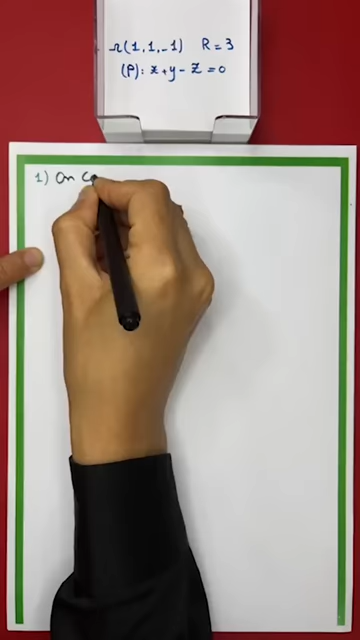 Ω(1, 1, -1) R = 3
(P): x + y - z = 0
1) On